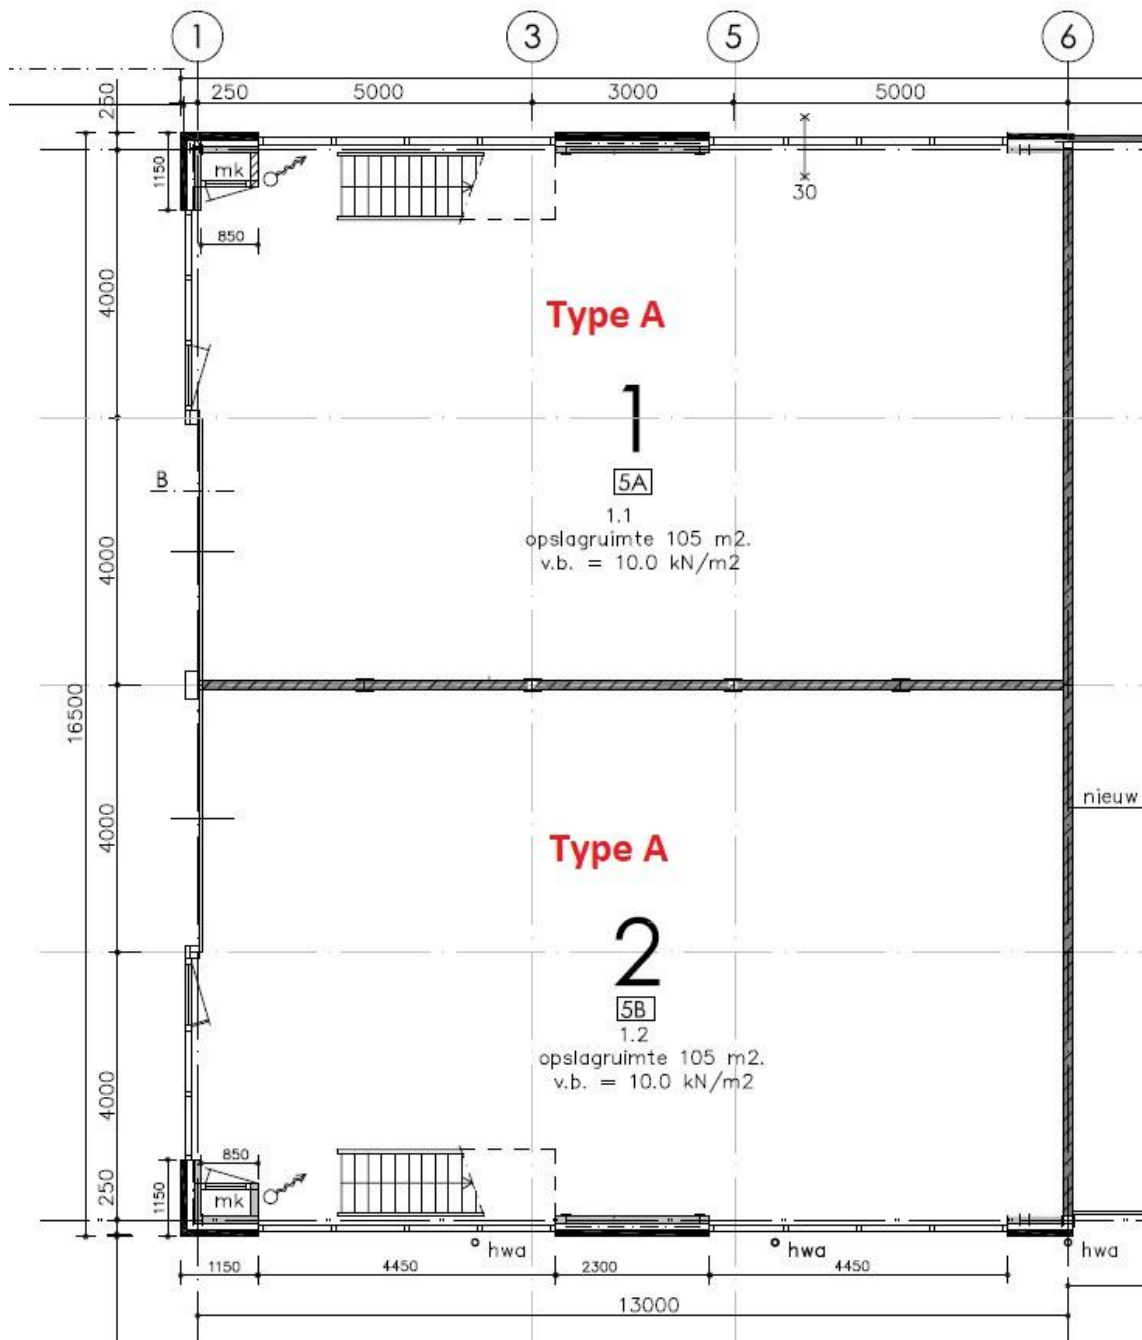 1 3 5 6
250 250 5000 3000 5000
mk
1150
30
850
4000
Type A
1
5A
B
1.1
opslagruimte 105 m2.
v.b. = 10.0 kN/m2
4000
16500
nieuw
4000
Type A
2
5B
1.2
opslagruimte 105 m2.
v.b. = 10.0 kN/m2
4000
850
250
1150
mk
hwa hwa hwa
1150 4450 2300 4450
13000